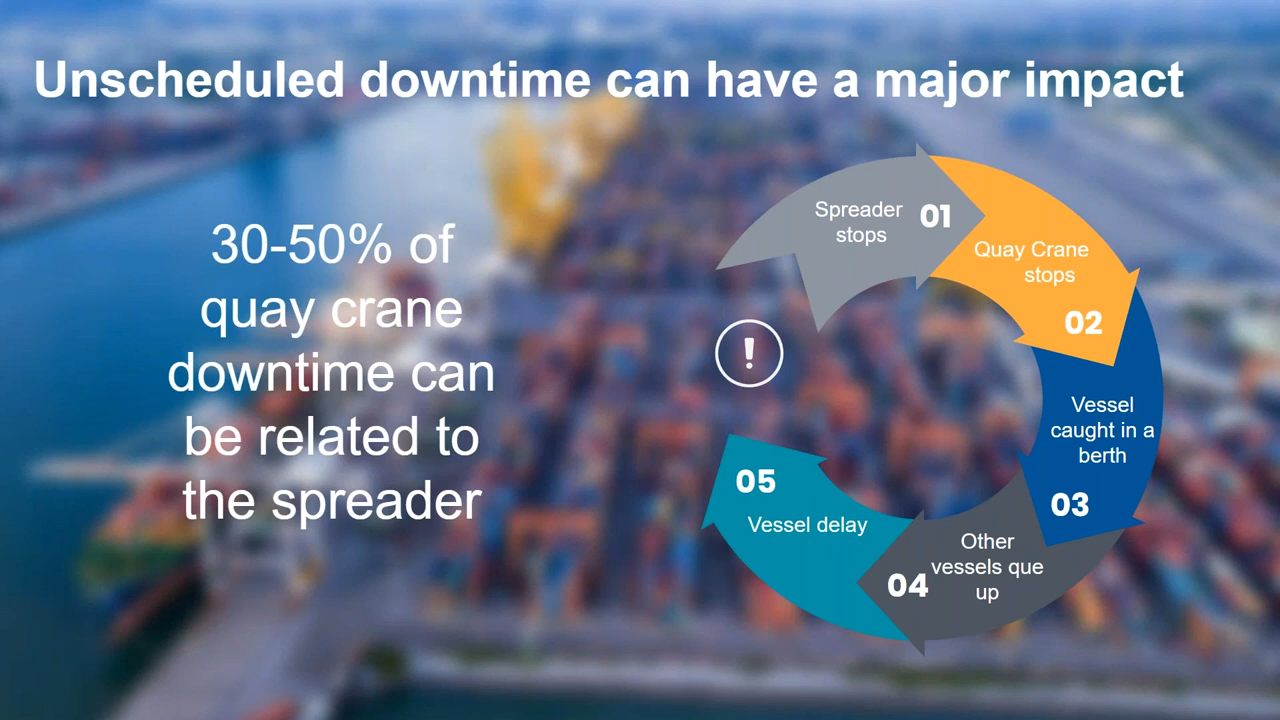 Unscheduled downtime can have a major impact
30-50% of
quay crane
downtime can
be related to
the spreader
Spreader
stops
01
Quay Crane
stops
02
Vessel
caught in a
berth
03
Other
vessels que
up
04
Vessel delay
05
!